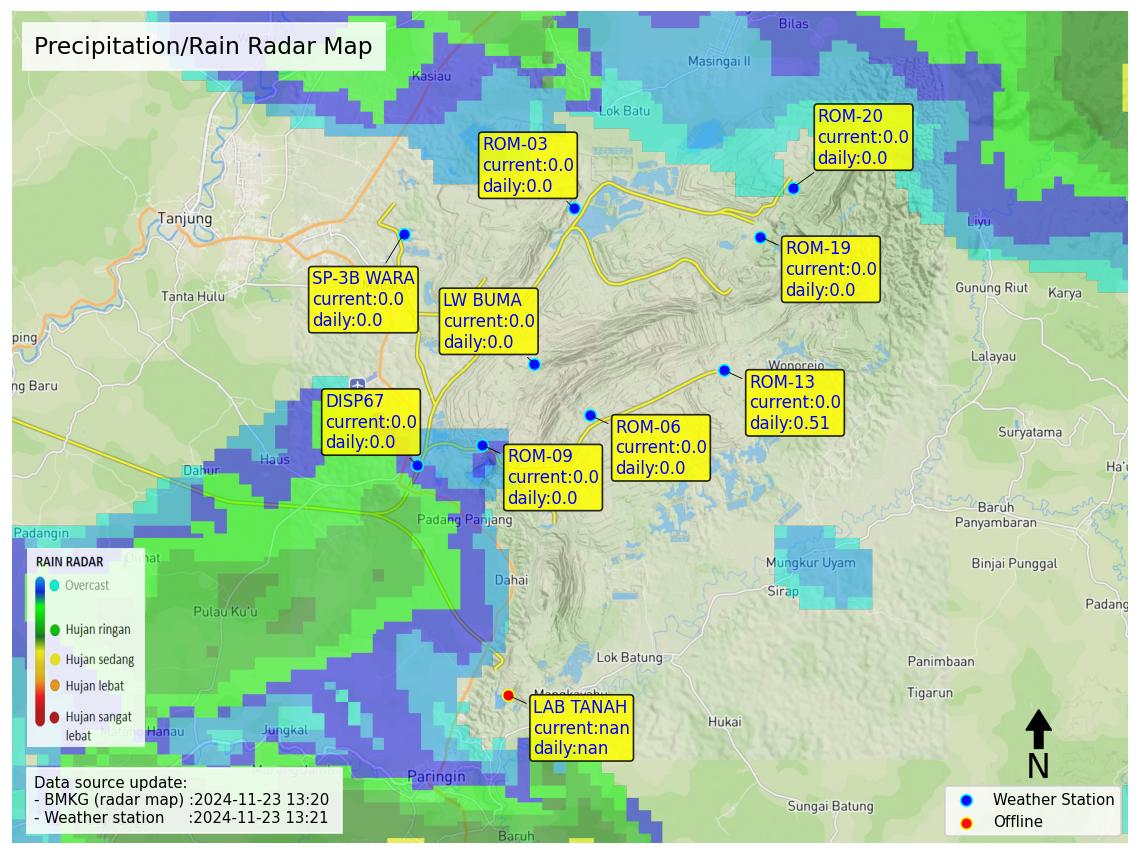 Precipitation/Rain Radar Map
Bilas
Masingai II
Kasiau
Lok Batu
ROM-20
current:0.0
daily:0.0
ROM-03
current:0.0
daily:0.0
Tanjung
Liyu
ROM-19
current:0.0
daily:0.0
SP-3B WARA
current:0.0
daily:0.0
Tanta Hulu
LW BUMA
current:0.0
daily:0.0
Gunung Riut
Karya
ping
Lalayau
Wonorejo
ng Baru
ROM-13
current:0.0
daily:0.51
DISP67
current:0.0
daily:0.0
ROM-06
current:0.0
daily:0.0
Suryatama
ROM-09
current:0.0
daily:0.0
Haus
Dahur
Ha'u
Baruh
Panyambaran
Padang Panjang
Padangin
Mungkur Uyam
Binjai Punggal
Dahai
Sirap
Padang
Pulau Ku'u
RAIN RADAR
Overcast
Hujan ringan
Hujan sedang
Hujan lebat
Hujan sangat
lebat
Lok Batung
Panimbaan
Tigarun
Mangkayahu
LAB TANAH
current:nan
daily:nan
Hukai
Jungkal
Hanau
Paringin
N
Data source update:
- BMKG (radar map) :2024-11-23 13:20
- Weather station :2024-11-23 13:21
Sungai Batung
Weather Station
Offline
Baruh